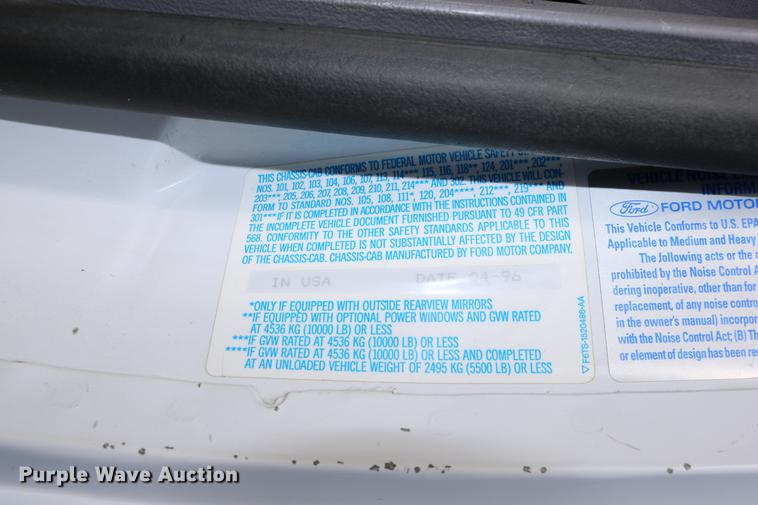 THIS CHASSIS CAB CONFORMS TO FEDERAL MOTOR VEHICLE SAFETY
NOS. 101, 102, 103, 104, 106, 107, 113, 114*** 115, 116, 118** 124, 201*** 202***
203*** 205, 206, 207, 208, 209, 210, 211, 214*** AND 302. THIS VEHICLE WILL CON-
FORM TO STANDARD NOS. 105, 108, 111*, 120, 204**** 212*** 219*** AND
301*** IF IT IS COMPLETED IN ACCORDANCE WITH THE INSTRUCTIONS CONTAINED IN
THE INCOMPLETE VEHICLE DOCUMENT FURNISHED PURSUANT TO 49 CFR PART
568. CONFORMITY TO THE OTHER SAFETY STANDARDS APPLICABLE TO THIS
VEHICLE WHEN COMPLETED IS NOT SUBSTANTIALLY AFFECTED BY THE DESIGN
OF THE CHASSIS-CAB. CHASSIS-CAB MANUFACTURED BY FORD MOTOR COMPANY.
IN USA DATE 04-96
*ONLY IF EQUIPPED WITH OUTSIDE REARVIEW MIRRORS
**IF EQUIPPED WITH OPTIONAL POWER WINDOWS AND GVW RATED
AT 4536 KG (10000 LB) OR LESS
***IF GVW RATED AT 4536 KG (10000 LB) OR LESS
****IF GVW RATED AT 4536 KG (10000 LB) OR LESS AND COMPLETED
AT AN UNLOADED VEHICLE WEIGHT OF 2495 KG (5500 LB) OR LESS
F6TS-1520486-AA
VEHICLE NOISE
INFORM
Ford FORD MOTOR
This Vehicle Conforms to U.S. EPA
Applicable to Medium and Heavy
The following acts or the
prohibited by the Noise Control A
dering inoperative, other than for
replacement, of any noise control
in the owner's manual) incorpor
with the Noise Control Act; (B) Th
or element of design has been re
Purple Wave Auction